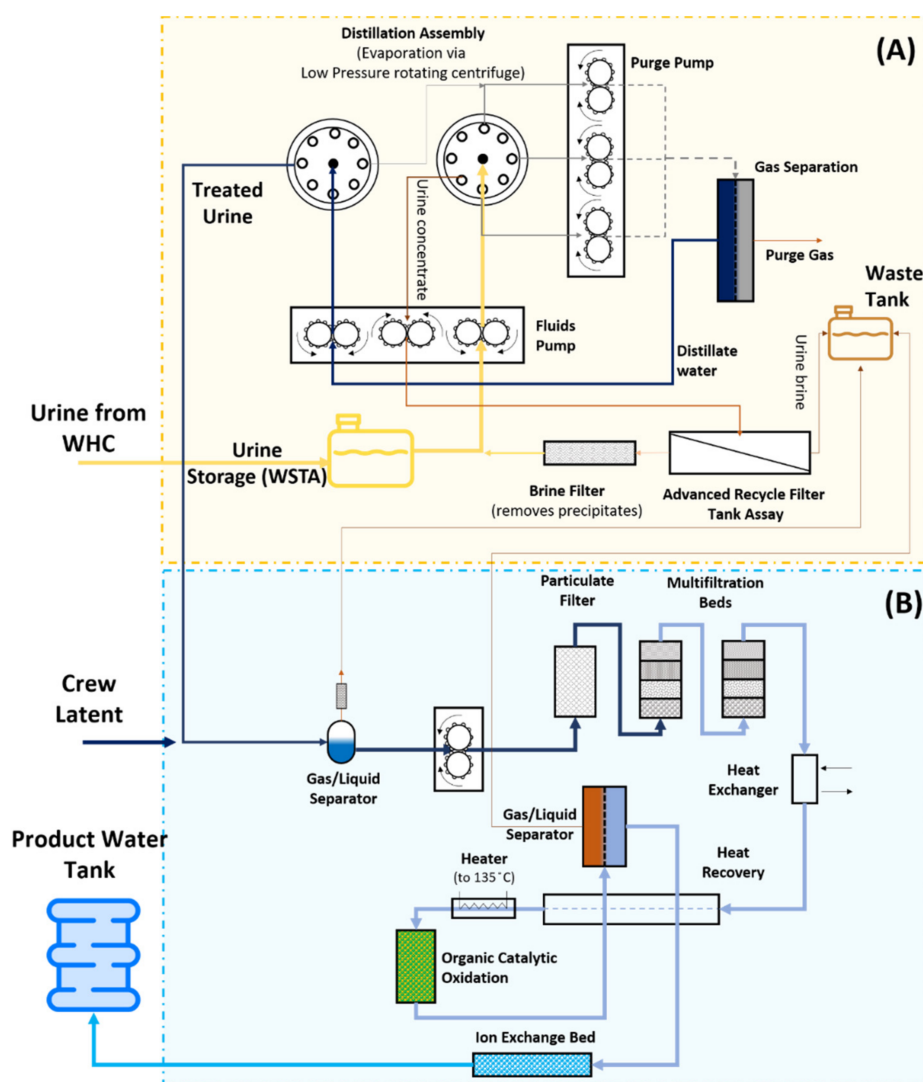 Distillation Assembly
(Evaporation via
Low Pressure rotating centrifuge)
(A)
Purge Pump
Treated
Urine
Urine concentrate
Gas Separation
Purge Gas
Waste
Tank
Fluids
Pump
Distillate
water
Urine brine
Urine from
WHC
Urine
Storage (WSTA)
Brine Filter
(removes precipitates)
Advanced Recycle Filter
Tank Assay
Particulate
Filter
Multifiltration
Beds
(B)
Crew
Latent
Gas/Liquid
Separator
Heat
Exchanger
Gas/Liquid
Separator
Product Water
Tank
Heater
(to 135˚C)
Heat
Recovery
Organic Catalytic
Oxidation
Ion Exchange Bed